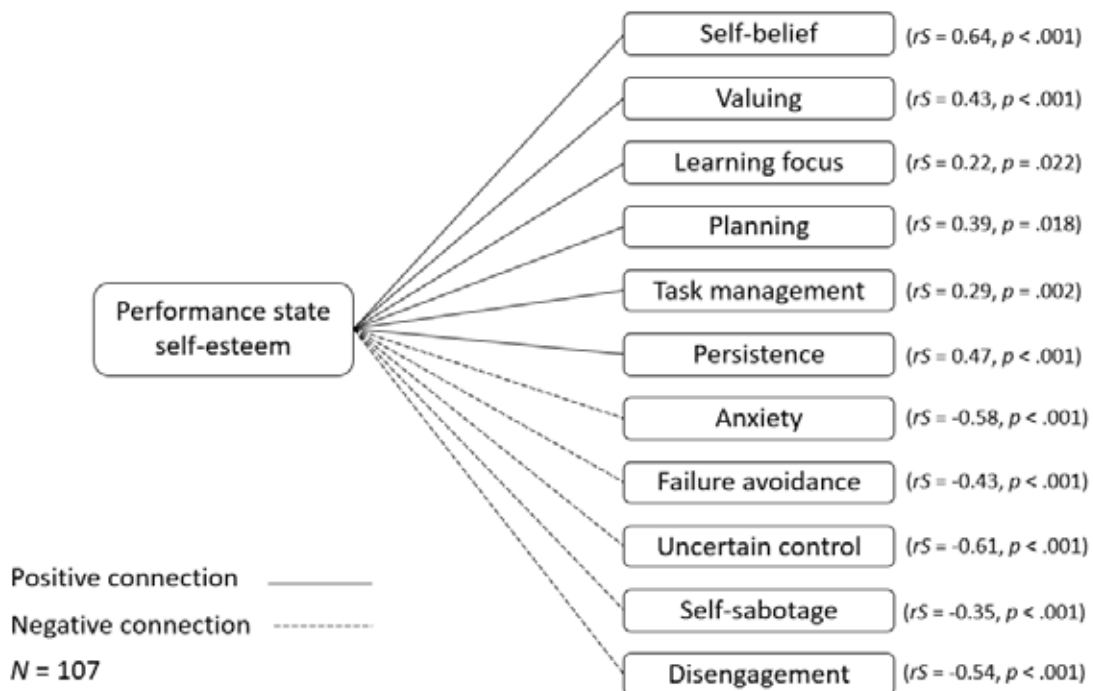 Self-belief (rS = 0.64, p < .001)
Valuing (rS = 0.43, p < .001)
Learning focus (rS = 0.22, p = .022)
Planning (rS = 0.39, p = .018)
Task management (rS = 0.29, p = .002)
Performance state
self-esteem
Persistence (rS = 0.47, p < .001)
Anxiety (rS = -0.58, p < .001)
Failure avoidance (rS = -0.43, p < .001)
Uncertain control (rS = -0.61, p < .001)
Self-sabotage (rS = -0.35, p < .001)
Disengagement (rS = -0.54, p < .001)
Positive connection
Negative connection
N = 107